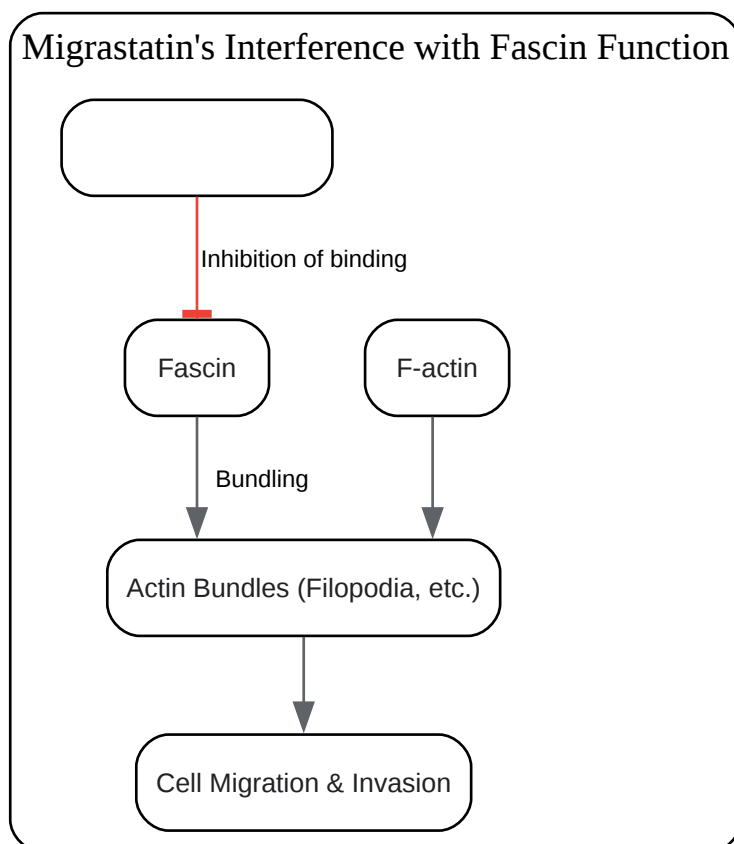 Migrastatin's Interference with Fascin Function
Inhibition of binding
Fascin
F-actin
Bundling
Actin Bundles (Filopodia, etc.)
Cell Migration & Invasion